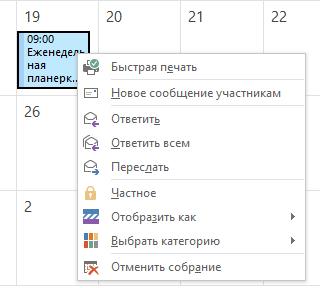 19 20 21 22
09:00
Еженедель
ная
планерк...
Быстрая печать
Новое сообщение участникам
26
Ответить
Ответить всем
Переслать
Частное
2
Отобразить как
Выбрать категорию
Отменить собрание